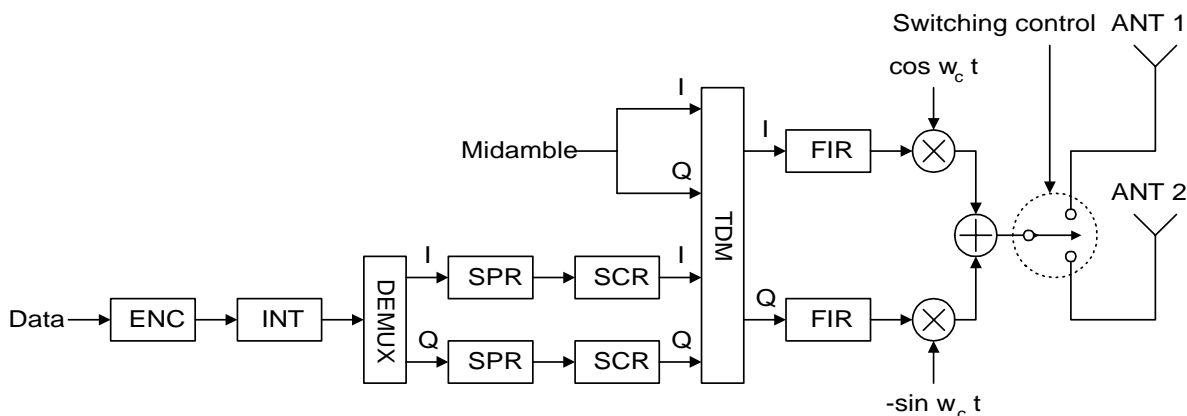 Switching control ANT 1
cos w_c t
I
Midamble
I
FIR
Q
TDM
ANT 2
I
SPR
SCR
I
Data
ENC
INT
DEMUX
Q
FIR
Q
SPR
SCR
Q
-sin w_c t